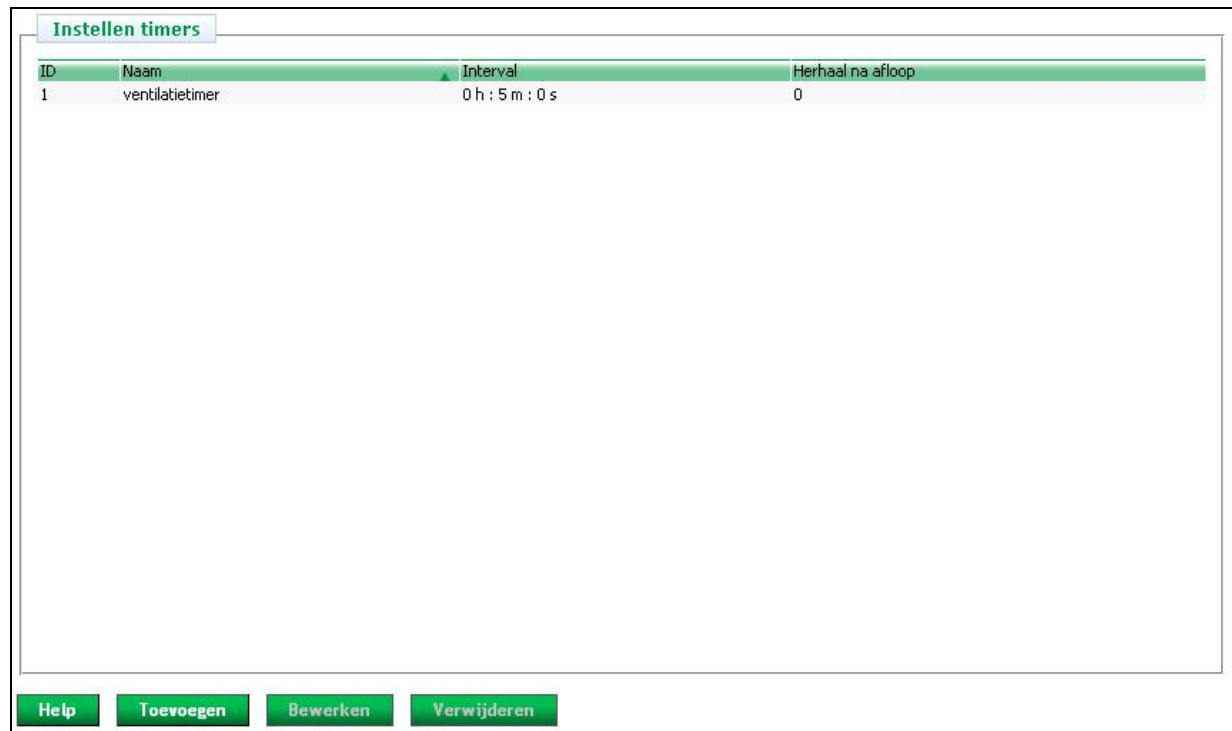 Instellen timers
ID Naam Interval Herhaal na afloop
1 ventilatietimer 0 h : 5 m : 0 s 0
Help Toevoegen Bewerken Verwijderen